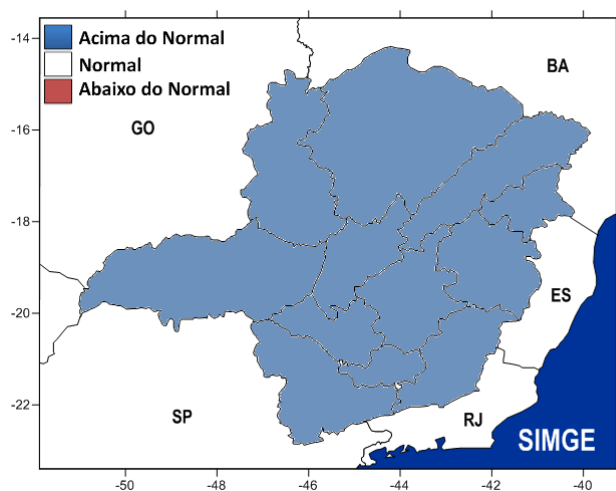 Acima do Normal
Normal
Abaixo do Normal
-14
-16
-18
-20
-22
BA
GO
ES
SP
RJ
SIMGE
-50
-48
-46
-44
-42
-40